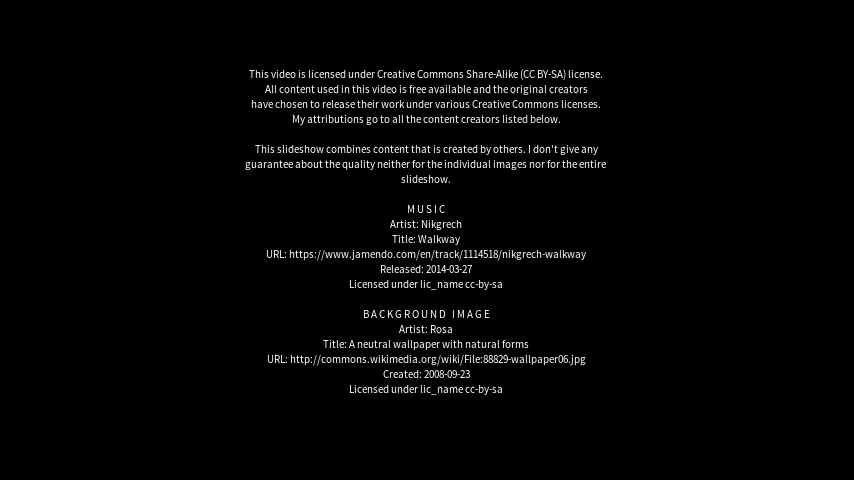 This video is licensed under Creative Commons Share-Alike (CC BY-SA) license.
All content used in this video is free available and the original creators
have chosen to release their work under various Creative Commons licenses.
My attributions go to all the content creators listed below.
This slideshow combines content that is created by others. I don't give any
guarantee about the quality neither for the individual images nor for the entire
slideshow.
MUSIC
Artist: Nikgrech
Title: Walkway
URL: https://www.jamendo.com/en/track/1114518/nikgrech-walkway
Released: 2014-03-27
Licensed under lic_name cc-by-sa
BACKGROUND IMAGE
Artist: Rosa
Title: A neutral wallpaper with natural forms
URL: http://commons.wikimedia.org/wiki/File:88829-wallpaper06.jpg
Created: 2008-09-23
Licensed under lic_name cc-by-sa